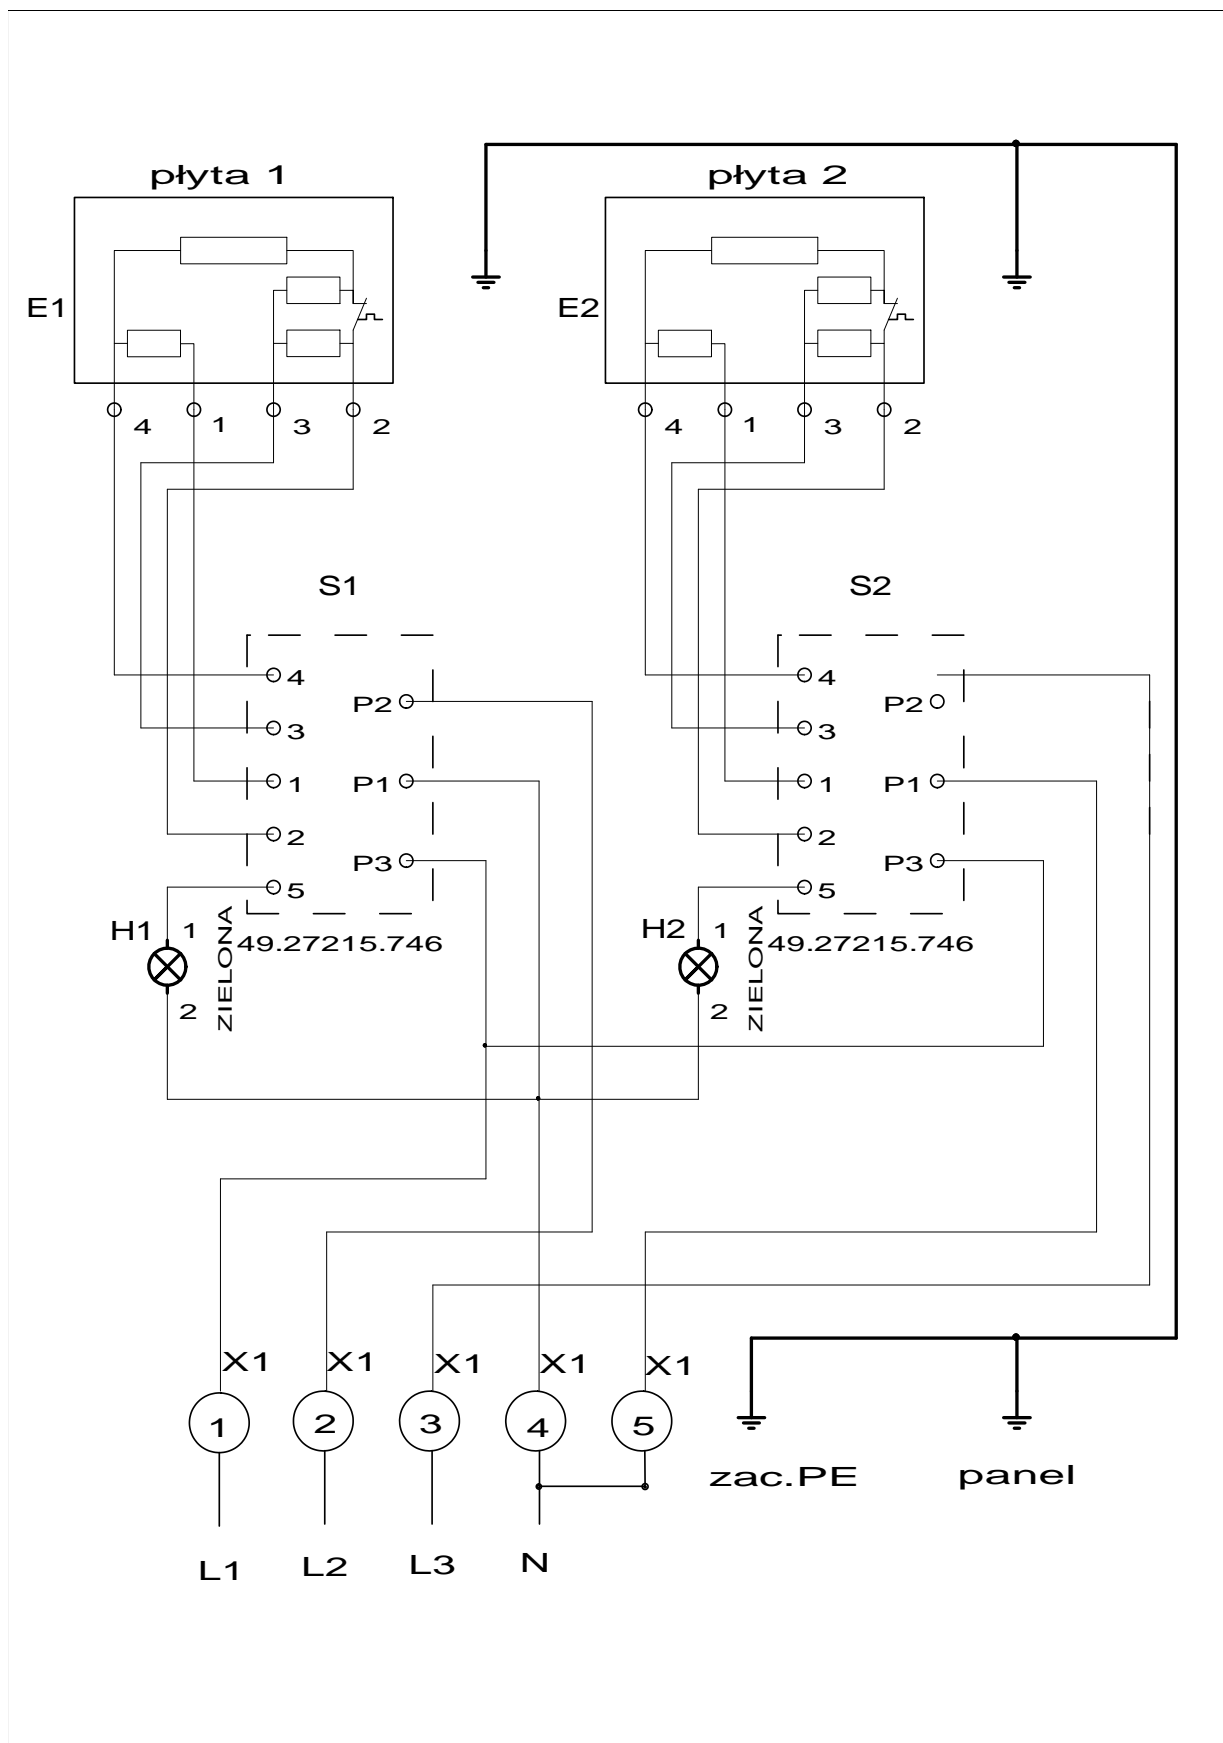 płyta 1
płyta 2
E1
E2
4 1 3 2
4 1 3 2
S1
S2
4
P2
3
1
P1
2
P3
5
4
P2
3
1
P1
2
P3
5
H1 1
2
ZIELONA
49.27215.746
H2 1
2
ZIELONA
49.27215.746
X1 X1 X1 X1 X1
1 2 3 4 5
zac.PE
panel
L1 L2 L3 N